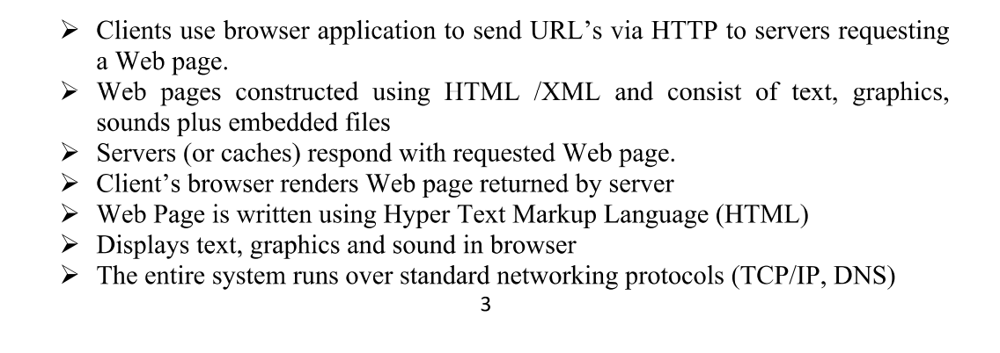 ➢ Clients use browser application to send URL’s via HTTP to servers requesting
a Web page.
➢ Web pages constructed using HTML /XML and consist of text, graphics,
sounds plus embedded files
➢ Servers (or caches) respond with requested Web page.
➢ Client’s browser renders Web page returned by server
➢ Web Page is written using Hyper Text Markup Language (HTML)
➢ Displays text, graphics and sound in browser
➢ The entire system runs over standard networking protocols (TCP/IP, DNS)
3